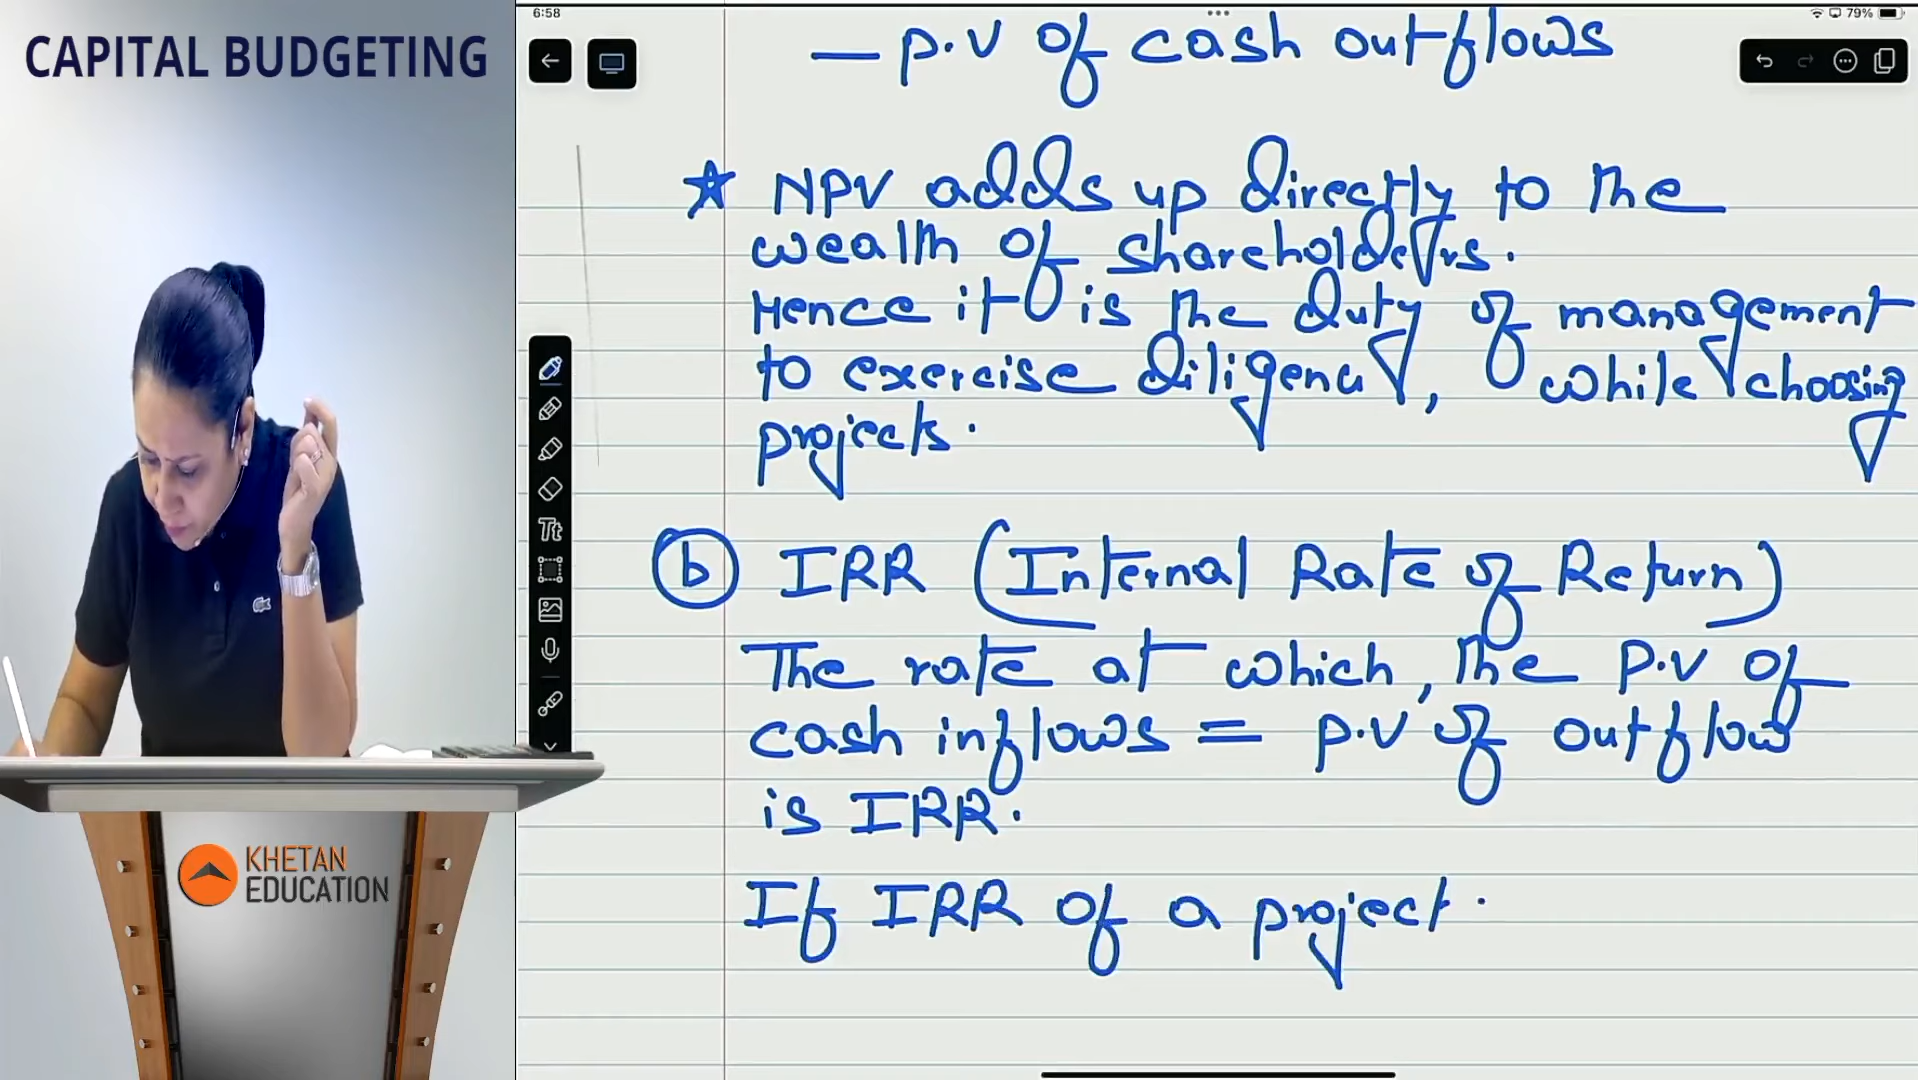 CAPITAL BUDGETING
6:58
79%
— P.V of cash outflows
☆ NPV adds up directly to the
wealth of shareholders.
Hence it is the duty of management
to exercise diligence, while choosing
projects.
b IRR (Internal Rate of Return)
The rate at which, the P.V of
cash inflows = P.V of outflow
is IRR.
If IRR of a project
Tt
KHETAN
EDUCATION